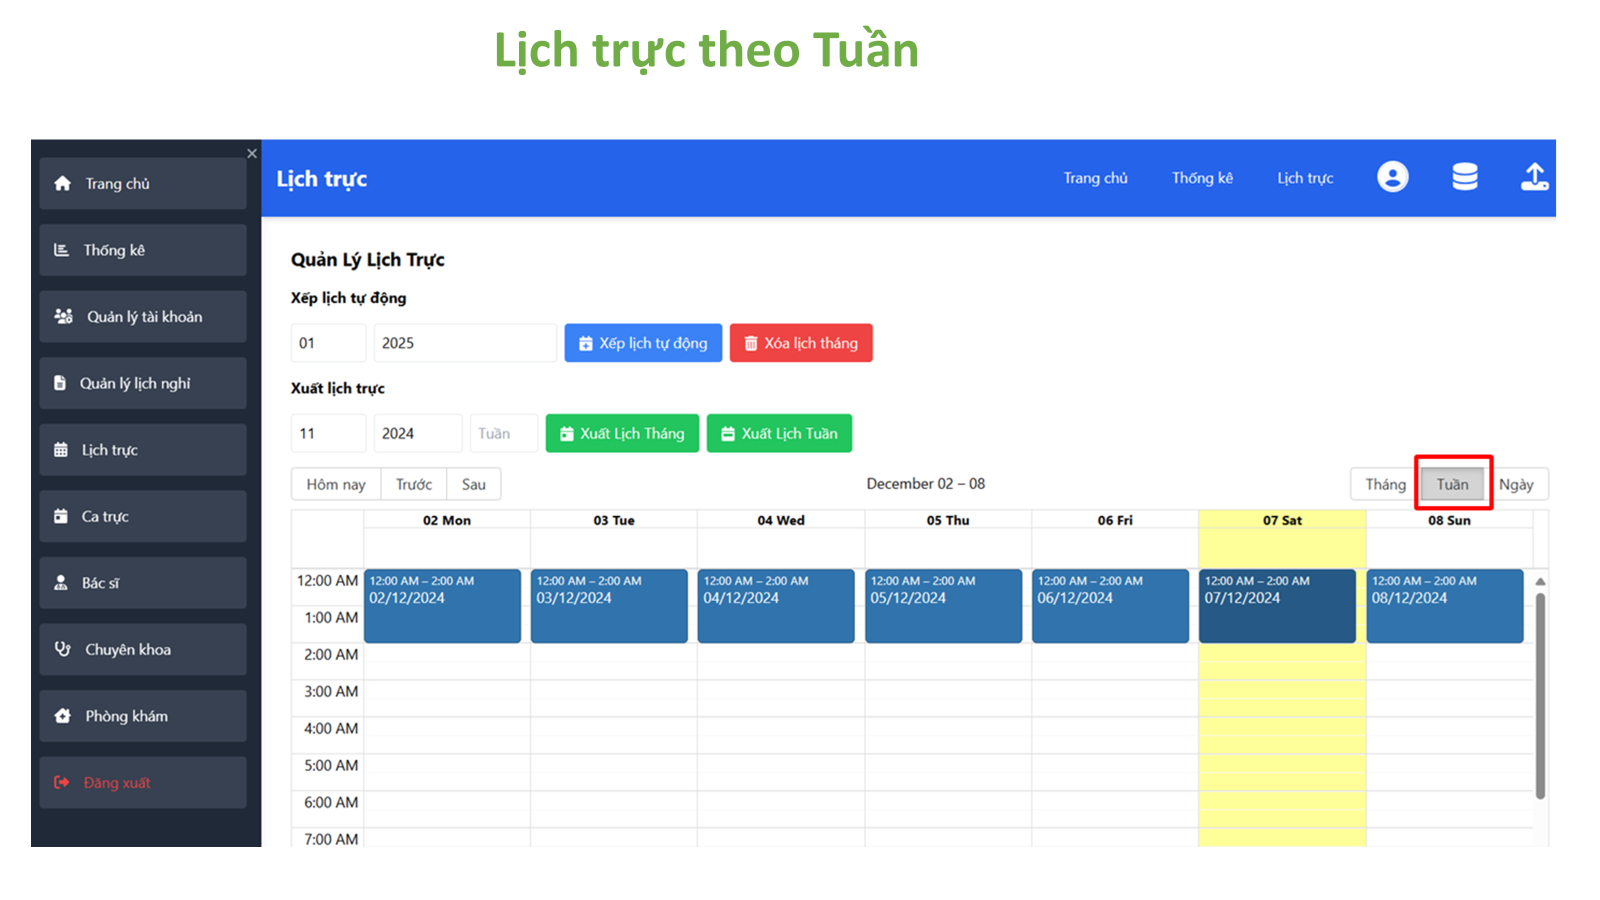 Lịch trực theo Tuần
Trang chủ
Thống kê
Quản lý tài khoản
Quản lý lịch nghỉ
Lịch trực
Ca trực
Bác sĩ
Chuyên khoa
Phòng khám
Đăng xuất
Lịch trực
Trang chủ Thống kê Lịch trực
Quản Lý Lịch Trực
Xếp lịch tự động
01 2025 Xếp lịch tự động Xóa lịch tháng
Xuất lịch trực
11 2024 Tuần Xuất Lịch Tháng Xuất Lịch Tuần
Hôm nay Trước Sau December 02 – 08 Tháng Tuần Ngày
02 Mon 03 Tue 04 Wed 05 Thu 06 Fri 07 Sat 08 Sun
12:00 AM 12:00 AM – 2:00 AM 12:00 AM – 2:00 AM 12:00 AM – 2:00 AM 12:00 AM – 2:00 AM 12:00 AM – 2:00 AM 12:00 AM – 2:00 AM 12:00 AM – 2:00 AM
02/12/2024 03/12/2024 04/12/2024 05/12/2024 06/12/2024 07/12/2024 08/12/2024
1:00 AM
2:00 AM
3:00 AM
4:00 AM
5:00 AM
6:00 AM
7:00 AM